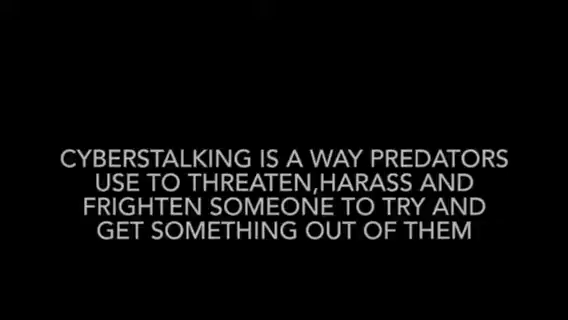 CYBERSTALKING IS A WAY PREDATORS
USE TO THREATEN,HARASS AND
FRIGHTEN SOMEONE TO TRY AND
GET SOMETHING OUT OF THEM